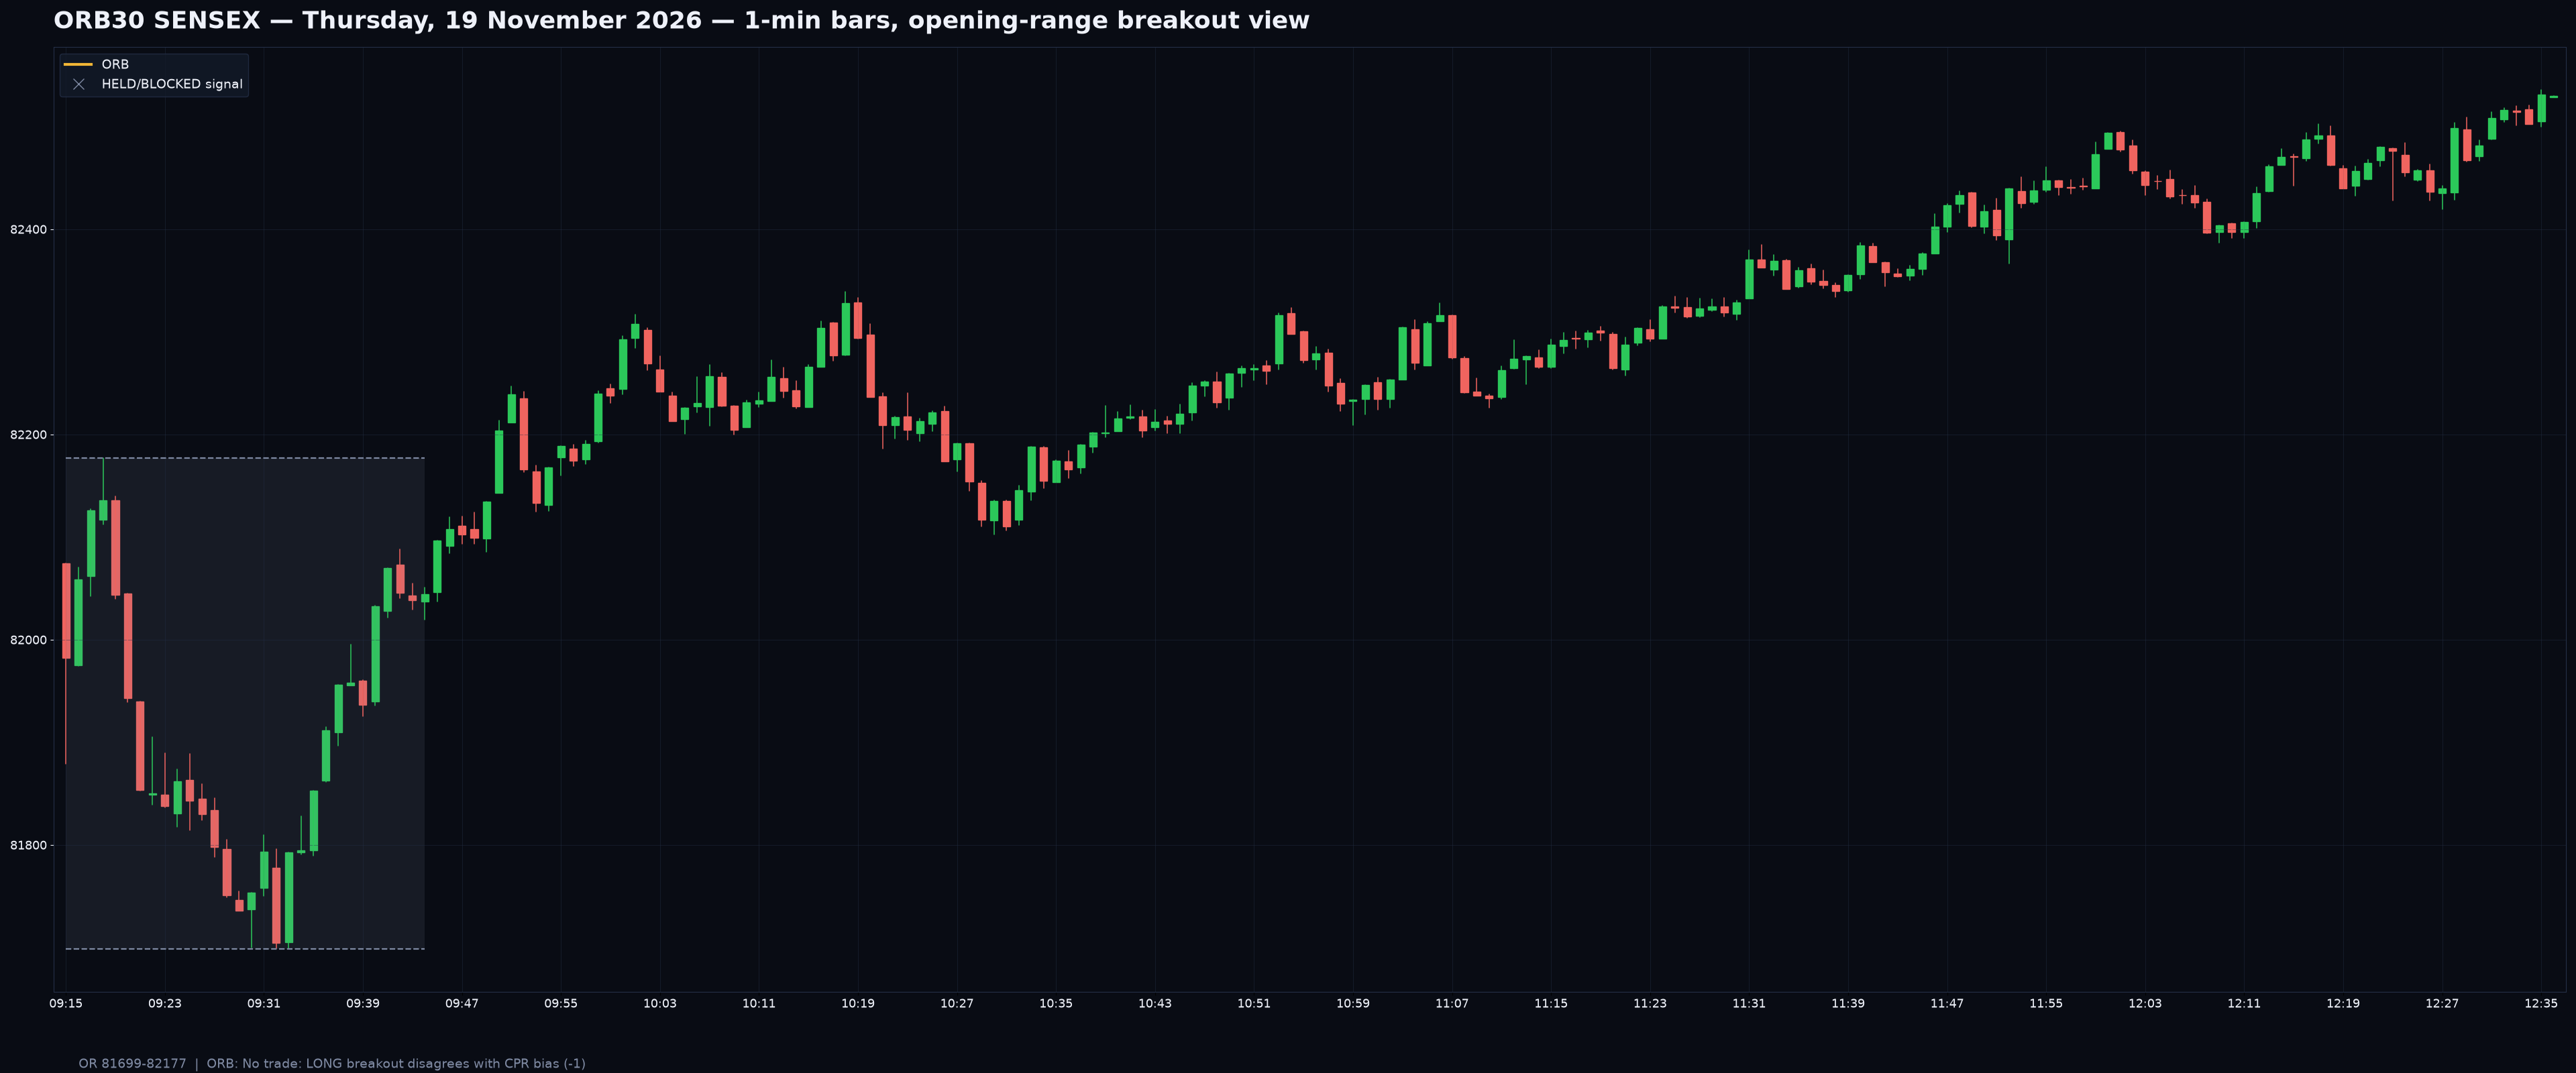 ORB30 SENSEX — Thursday, 19 November 2026 — 1-min bars, opening-range breakout view
ORB
HELD/BLOCKED signal
82400
82200
82000
81800
09:15 09:23 09:31 09:39 09:47 09:55 10:03 10:11 10:19 10:27 10:35 10:43 10:51 10:59 11:07 11:15 11:23 11:31 11:39 11:47 11:55 12:03 12:11 12:19 12:27 12:35
OR 81699-82177 | ORB: No trade: LONG breakout disagrees with CPR bias (-1)